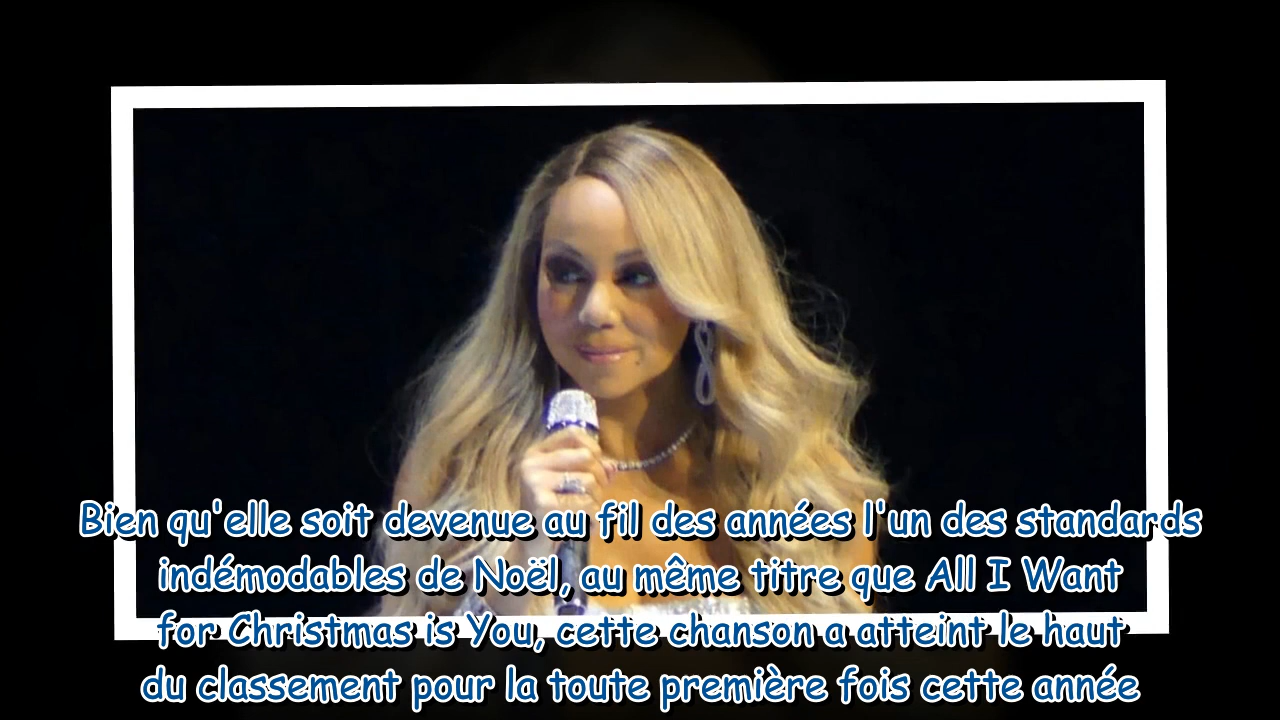 Bien qu'elle soit devenue au fil des années l'un des standards
indémodables de Noël, au même titre que All I Want
for Christmas is You, cette chanson a atteint le haut
du classement pour la toute première fois cette année